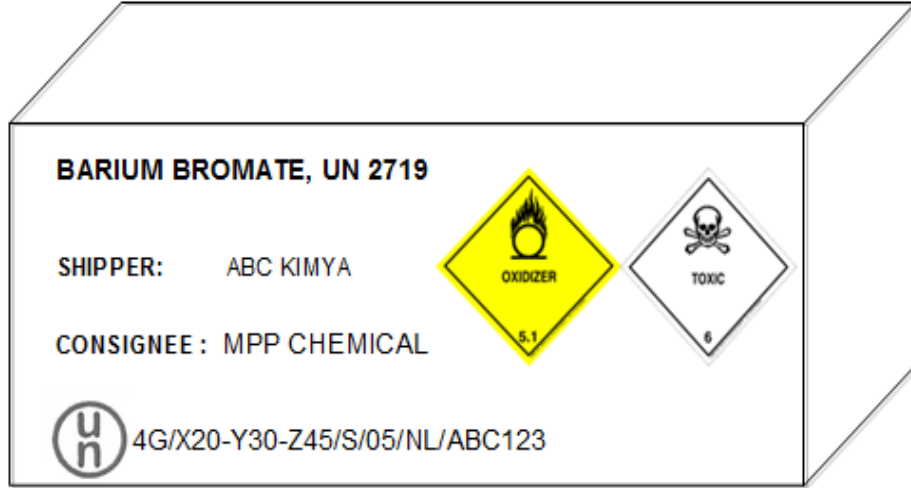 BARIUM BROMATE, UN 2719
OXIDIZER
5.1
TOXIC
6
SHIPPER: ABC KIMYA
CONSIGNEE : MPP CHEMICAL
un 4G/X20-Y30-Z45/S/05/NL/ABC123